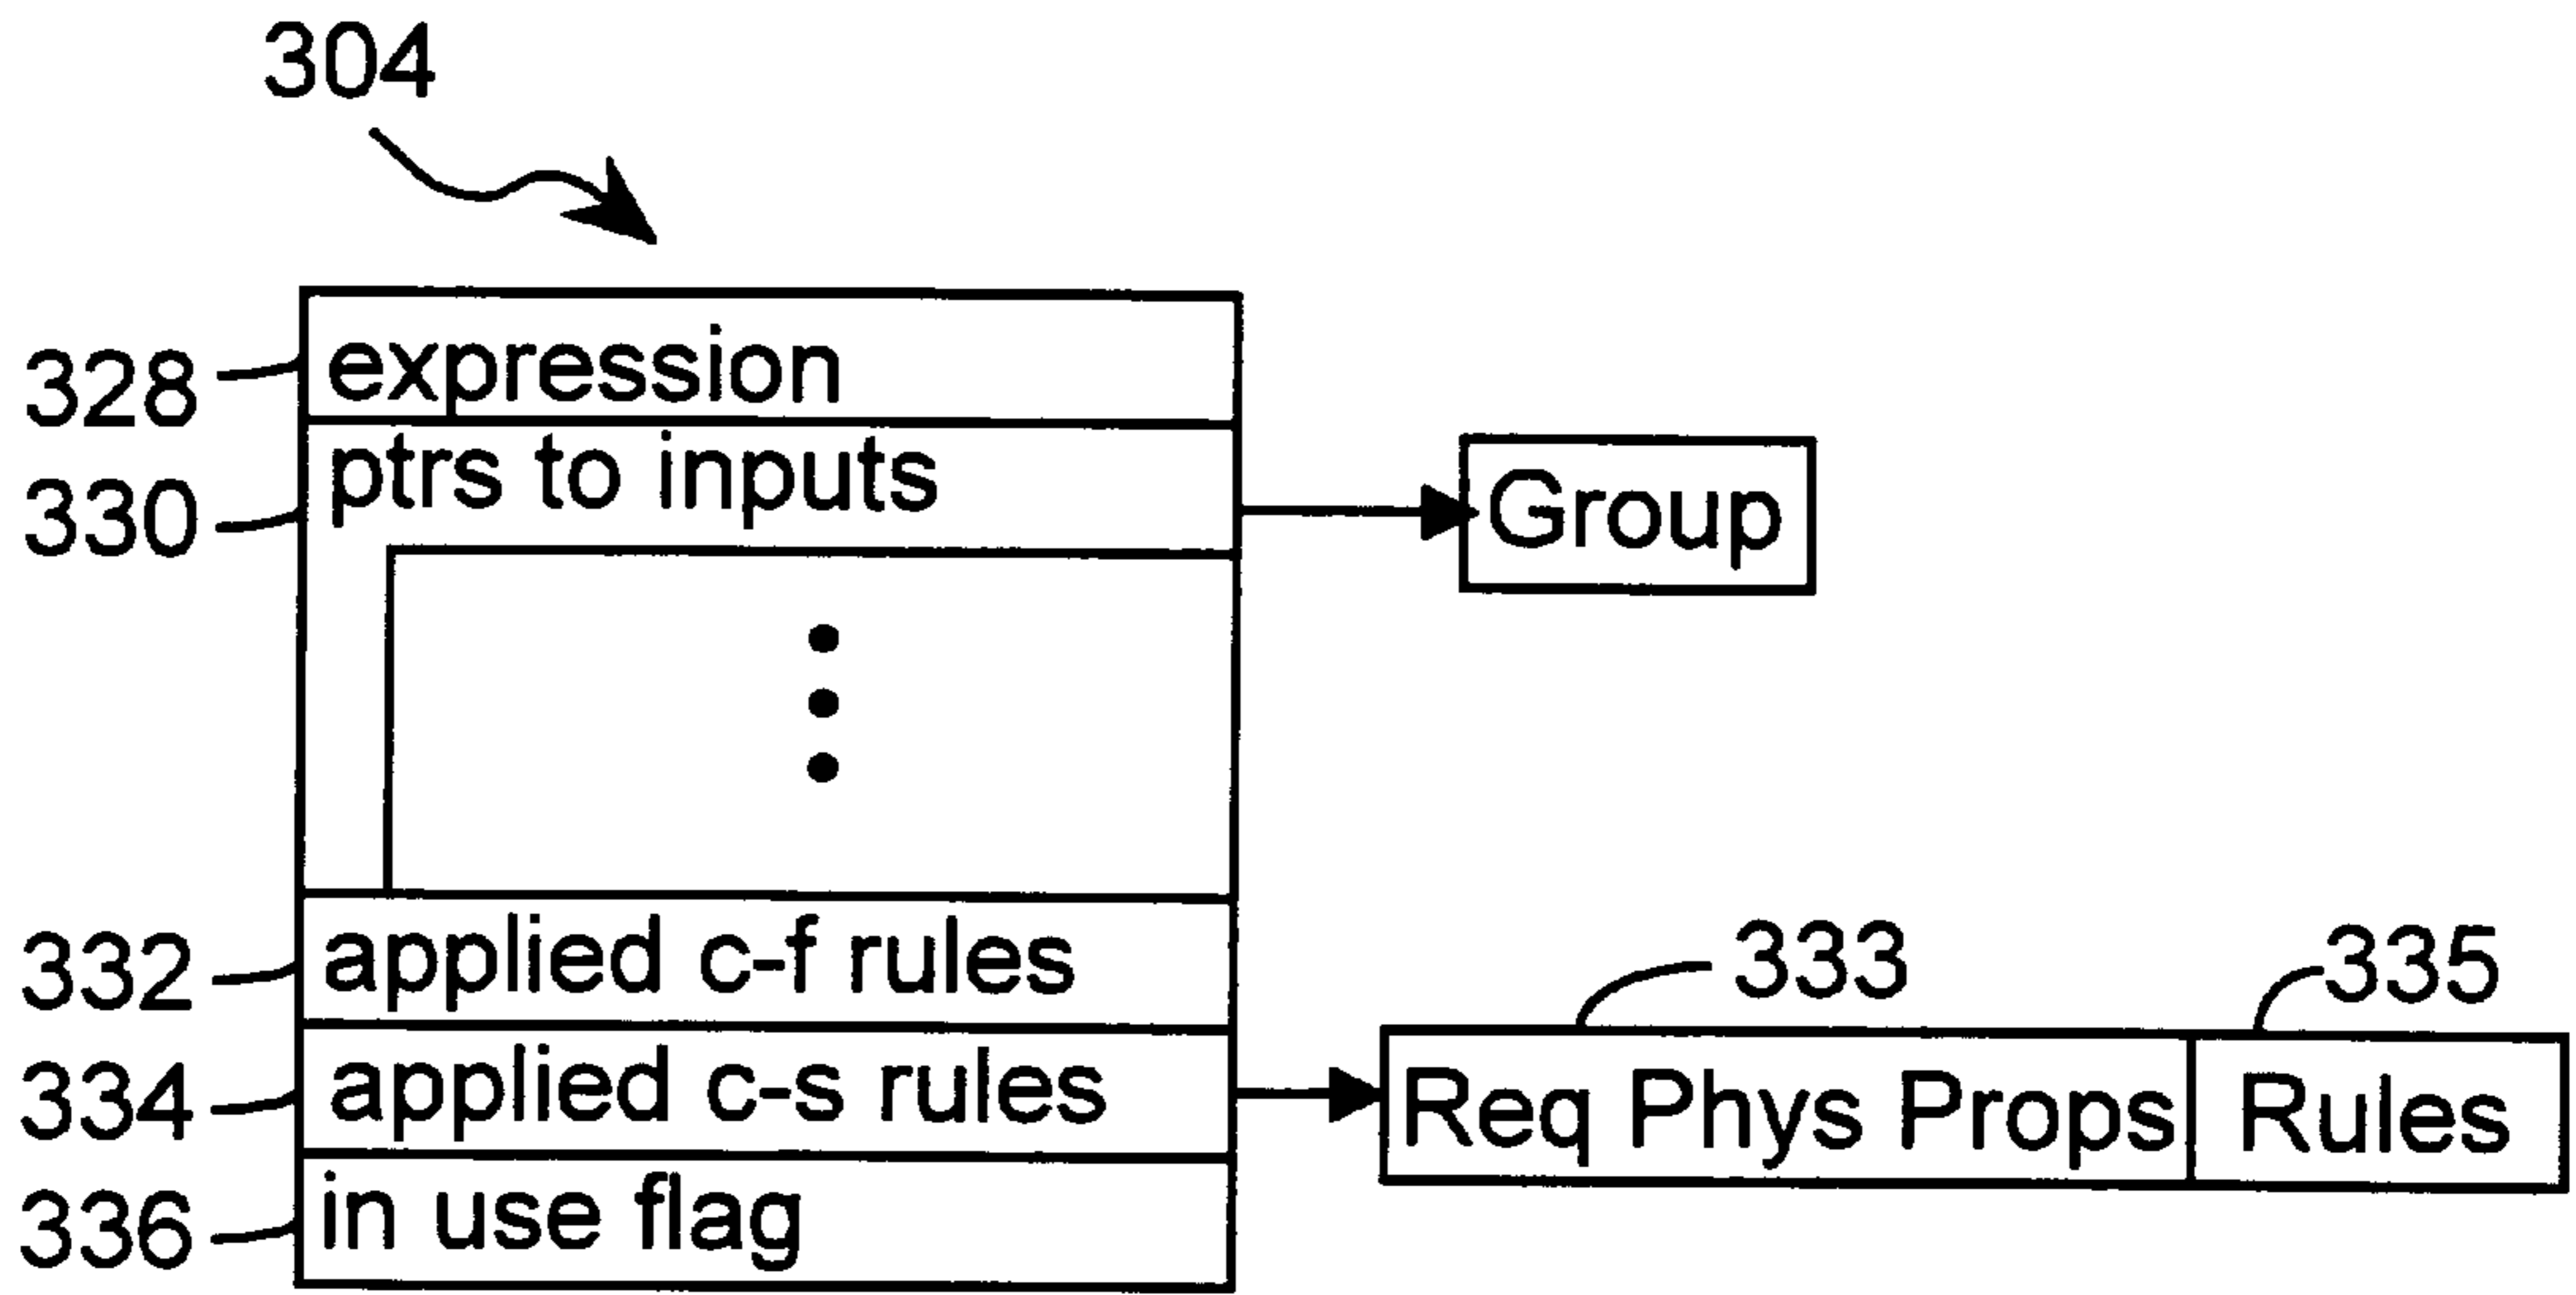 304
328
expression
330
ptrs to inputs
Group
332
applied c-f rules
333
335
334
applied c-s rules
Req Phys Props
Rules
336
in use flag